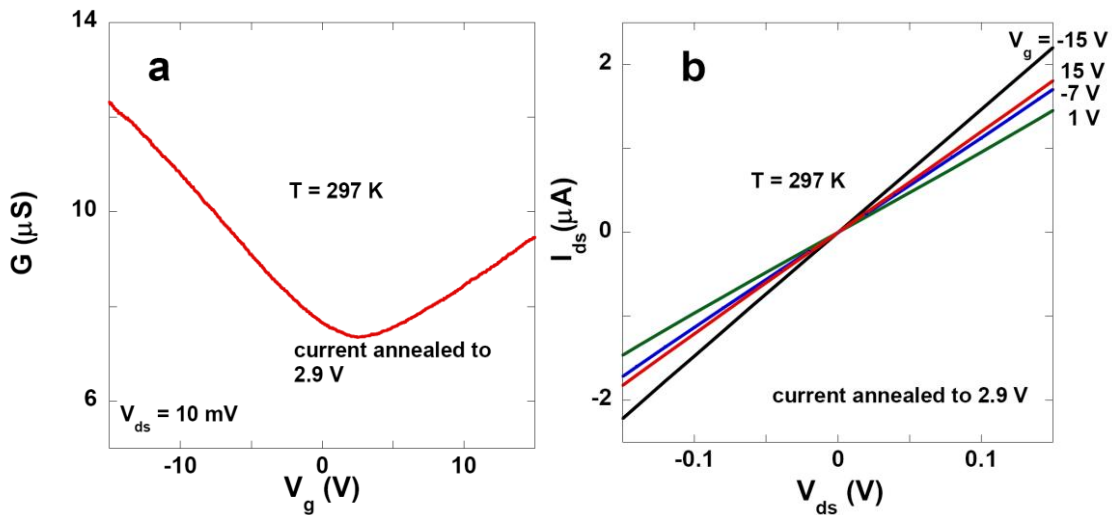 a
14
10
6
G (μS)
T = 297 K
current annealed to
2.9 V
V_ds = 10 mV
-10
0
10
V_g (V)
b
2
0
-2
I_ds (μA)
V_g = -15 V
15 V
-7 V
1 V
T = 297 K
current annealed to 2.9 V
-0.1
0
0.1
V_ds (V)